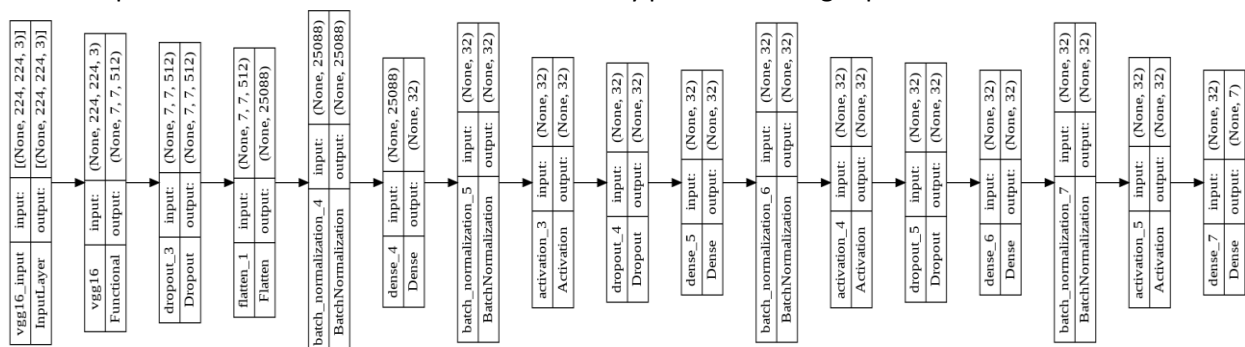 vgg16_input input: [(None, 224, 224, 3)]
InputLayer output: [(None, 224, 224, 3)]
vgg16 input: (None, 224, 224, 3)
Functional output: (None, 7, 7, 512)
dropout_3 input: (None, 7, 7, 512)
Dropout output: (None, 7, 7, 512)
flatten_1 input: (None, 7, 7, 512)
Flatten output: (None, 25088)
batch_normalization_4 input: (None, 25088)
BatchNormalization output: (None, 25088)
dense_4 input: (None, 25088)
Dense output: (None, 32)
batch_normalization_5 input: (None, 32)
BatchNormalization output: (None, 32)
activation_3 input: (None, 32)
Activation output: (None, 32)
dropout_4 input: (None, 32)
Dropout output: (None, 32)
dense_5 input: (None, 32)
Dense output: (None, 32)
batch_normalization_6 input: (None, 32)
BatchNormalization output: (None, 32)
activation_4 input: (None, 32)
Activation output: (None, 32)
dropout_5 input: (None, 32)
Dropout output: (None, 32)
dense_6 input: (None, 32)
Dense output: (None, 32)
batch_normalization_7 input: (None, 32)
BatchNormalization output: (None, 32)
activation_5 input: (None, 32)
Activation output: (None, 32)
dense_7 input: (None, 32)
Dense output: (None, 7)